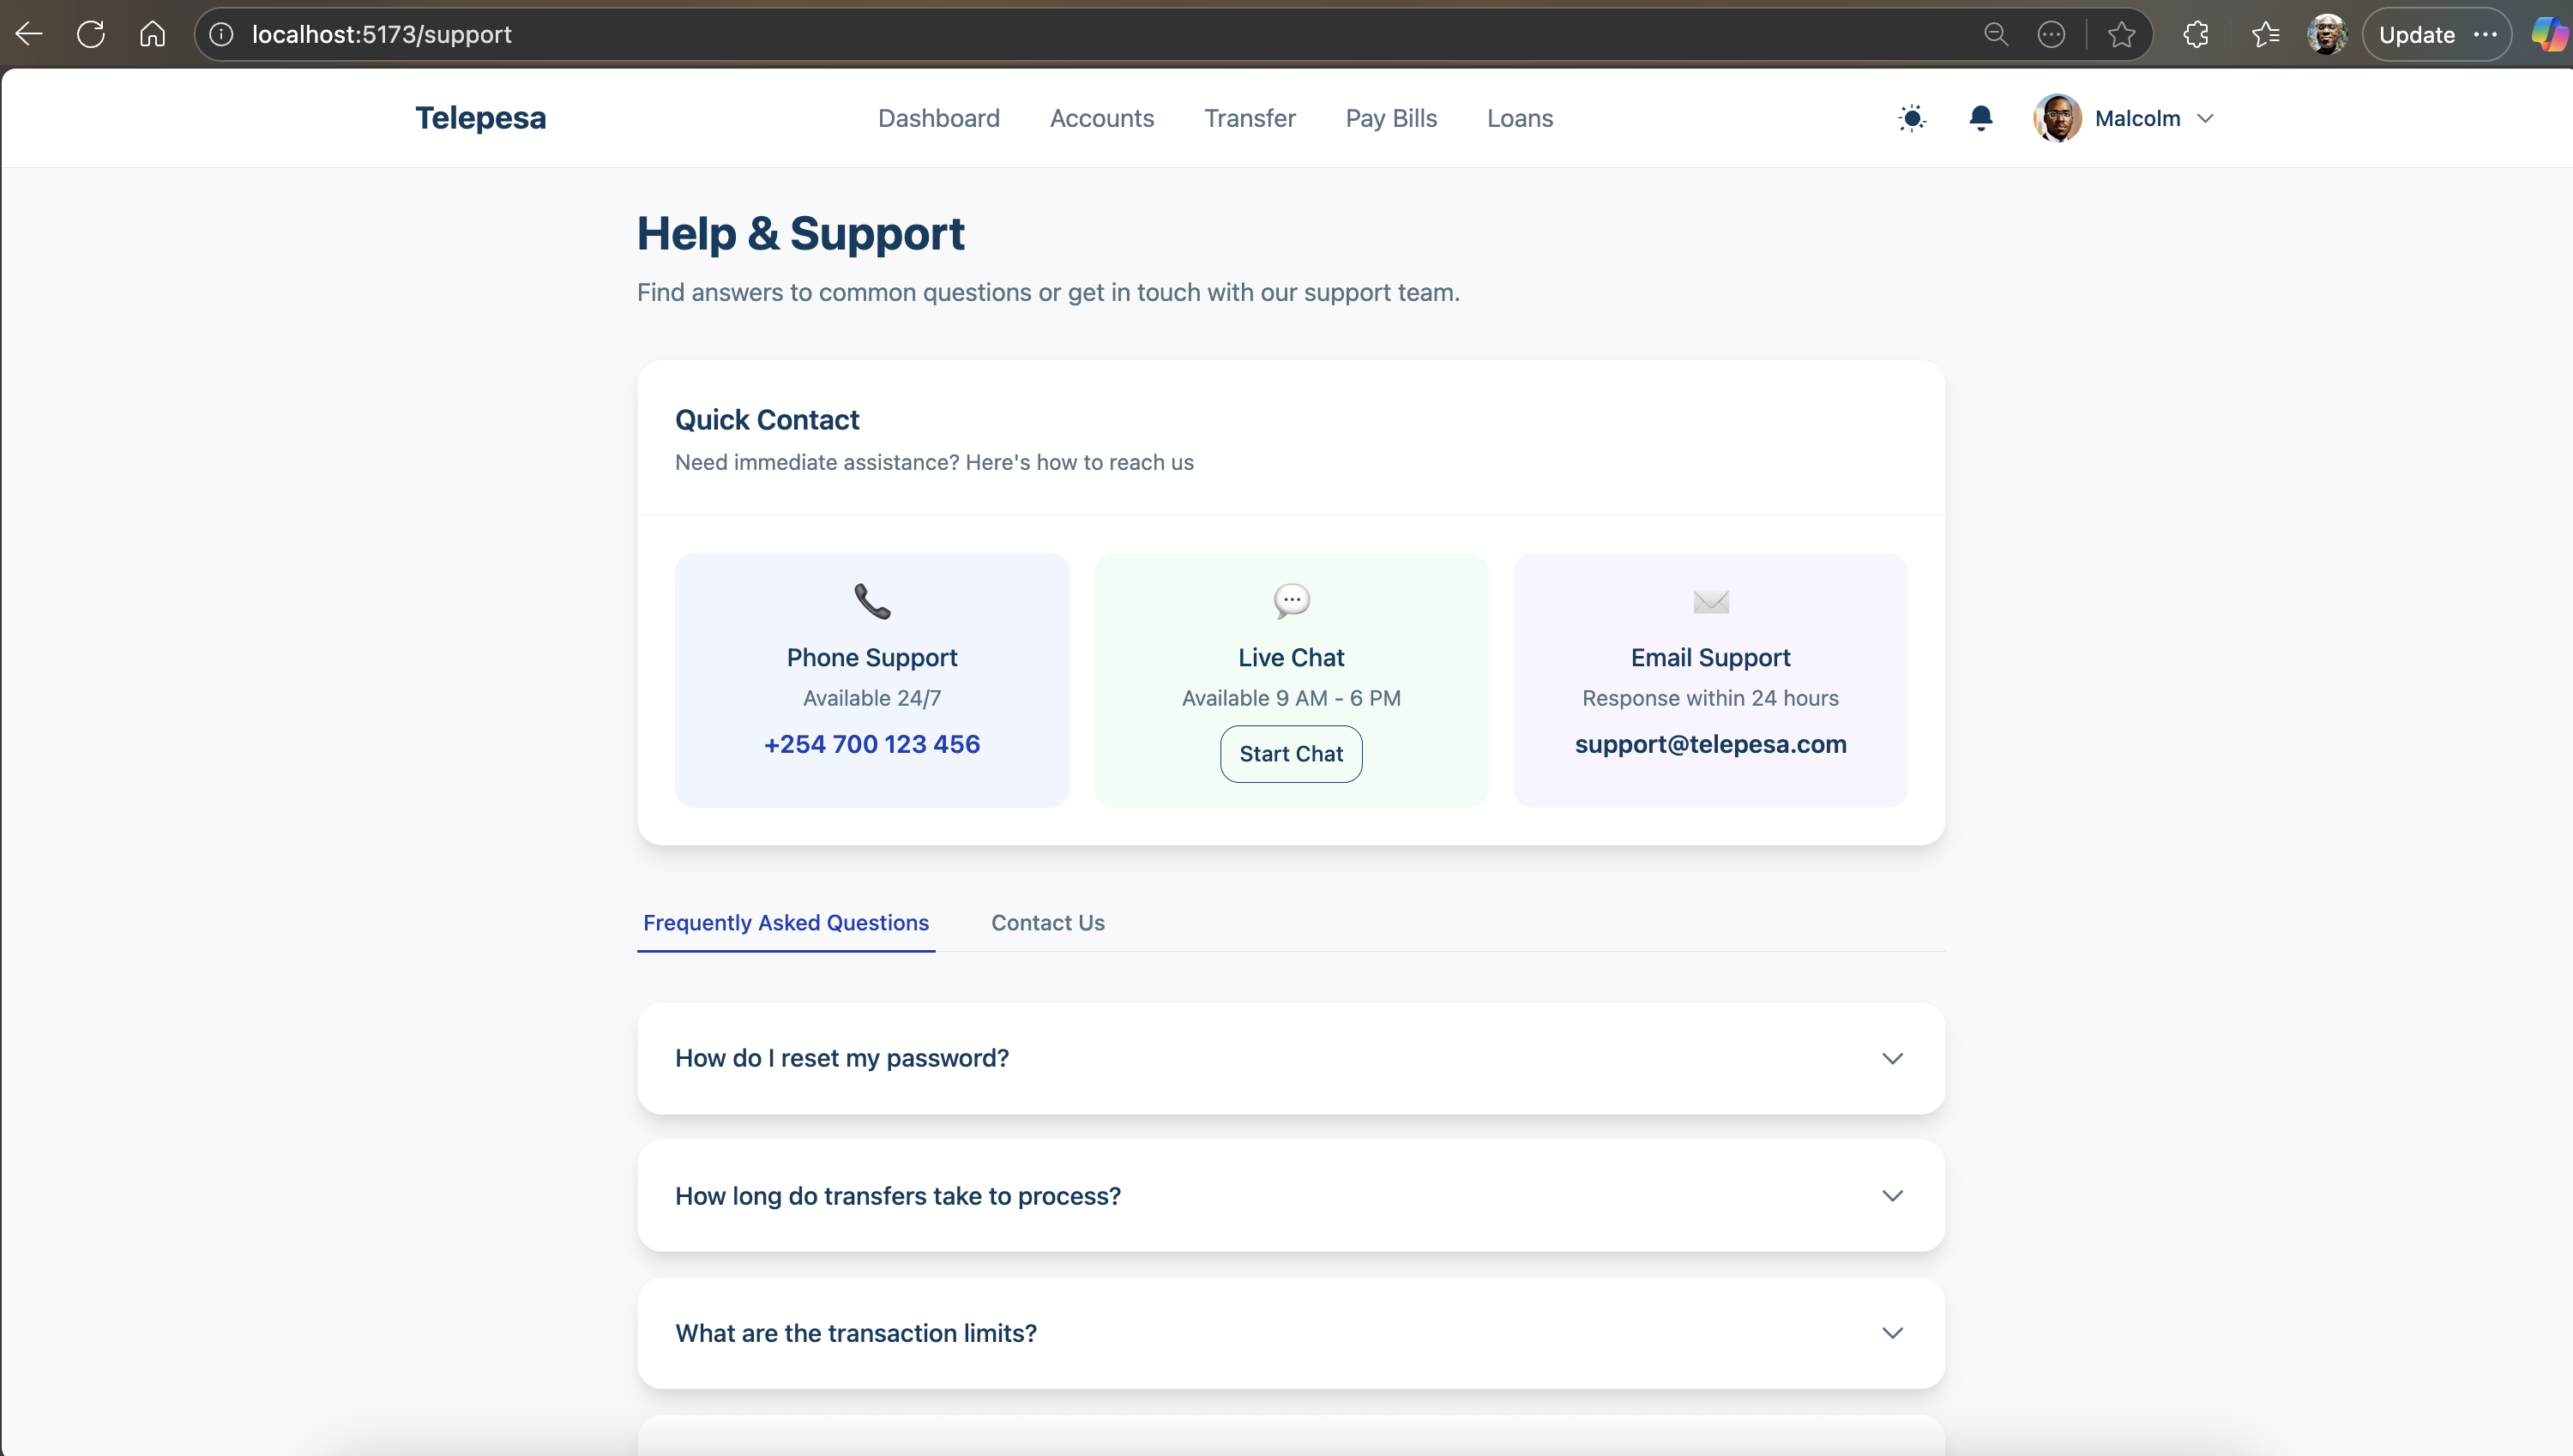 localhost:5173/support
Update
Telepesa
Dashboard
Accounts
Transfer
Pay Bills
Loans
Malcolm
Help & Support
Find answers to common questions or get in touch with our support team.
Quick Contact
Need immediate assistance? Here's how to reach us
Phone Support
Available 24/7
+254 700 123 456
Live Chat
Available 9 AM - 6 PM
Start Chat
Email Support
Response within 24 hours
support@telepesa.com
Frequently Asked Questions
Contact Us
How do I reset my password?
How long do transfers take to process?
What are the transaction limits?